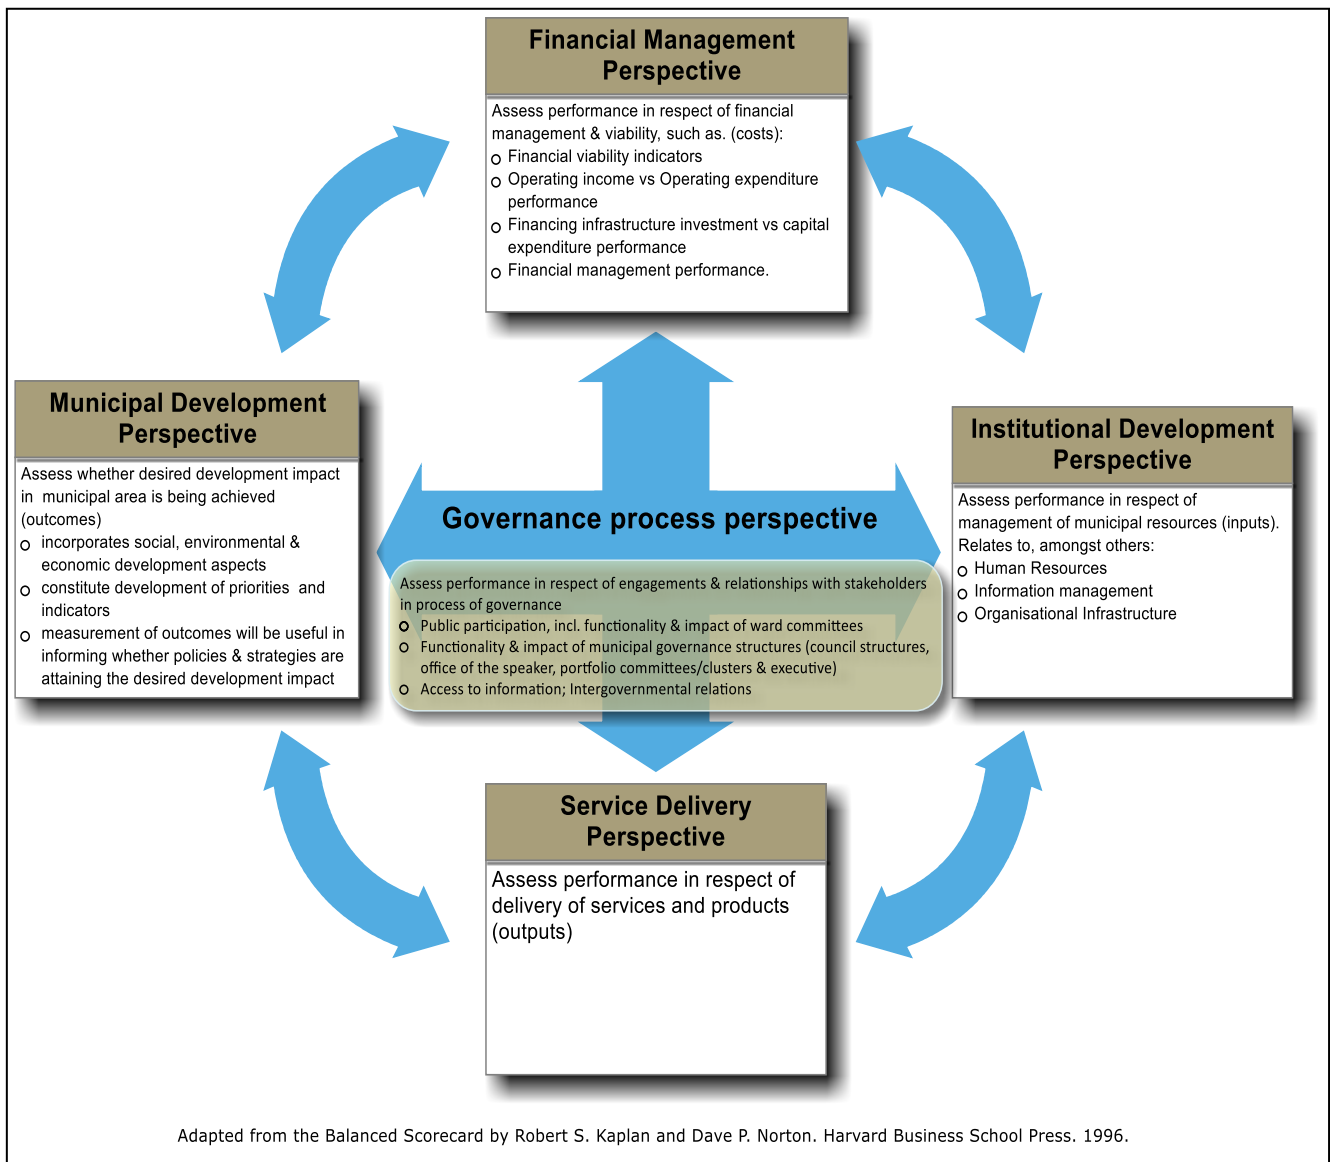 Financial Management
Perspective
Assess performance in respect of financial
management & viability, such as. (costs):
o Financial viability indicators
o Operating income vs Operating expenditure
performance
o Financing infrastructure investment vs capital
expenditure performance
o Financial management performance.
Municipal Development
Perspective
Assess whether desired development impact
in municipal area is being achieved
(outcomes)
o incorporates social, environmental &
economic development aspects
o constitute development of priorities and
indicators
o measurement of outcomes will be useful in
informing whether policies & strategies are
attaining the desired development impact
Governance process perspective
Assess performance in respect of engagements & relationships with stakeholders
in process of governance
o Public participation, incl. functionality & impact of ward committees
o Functionality & impact of municipal governance structures (council structures,
office of the speaker, portfolio committees/clusters & executive)
o Access to information; Intergovernmental relations
Institutional Development
Perspective
Assess performance in respect of
management of municipal resources (inputs).
Relates to, amongst others:
o Human Resources
o Information management
o Organisational Infrastructure
Service Delivery
Perspective
Assess performance in respect of
delivery of services and products
(outputs)
Adapted from the Balanced Scorecard by Robert S. Kaplan and Dave P. Norton. Harvard Business School Press. 1996.